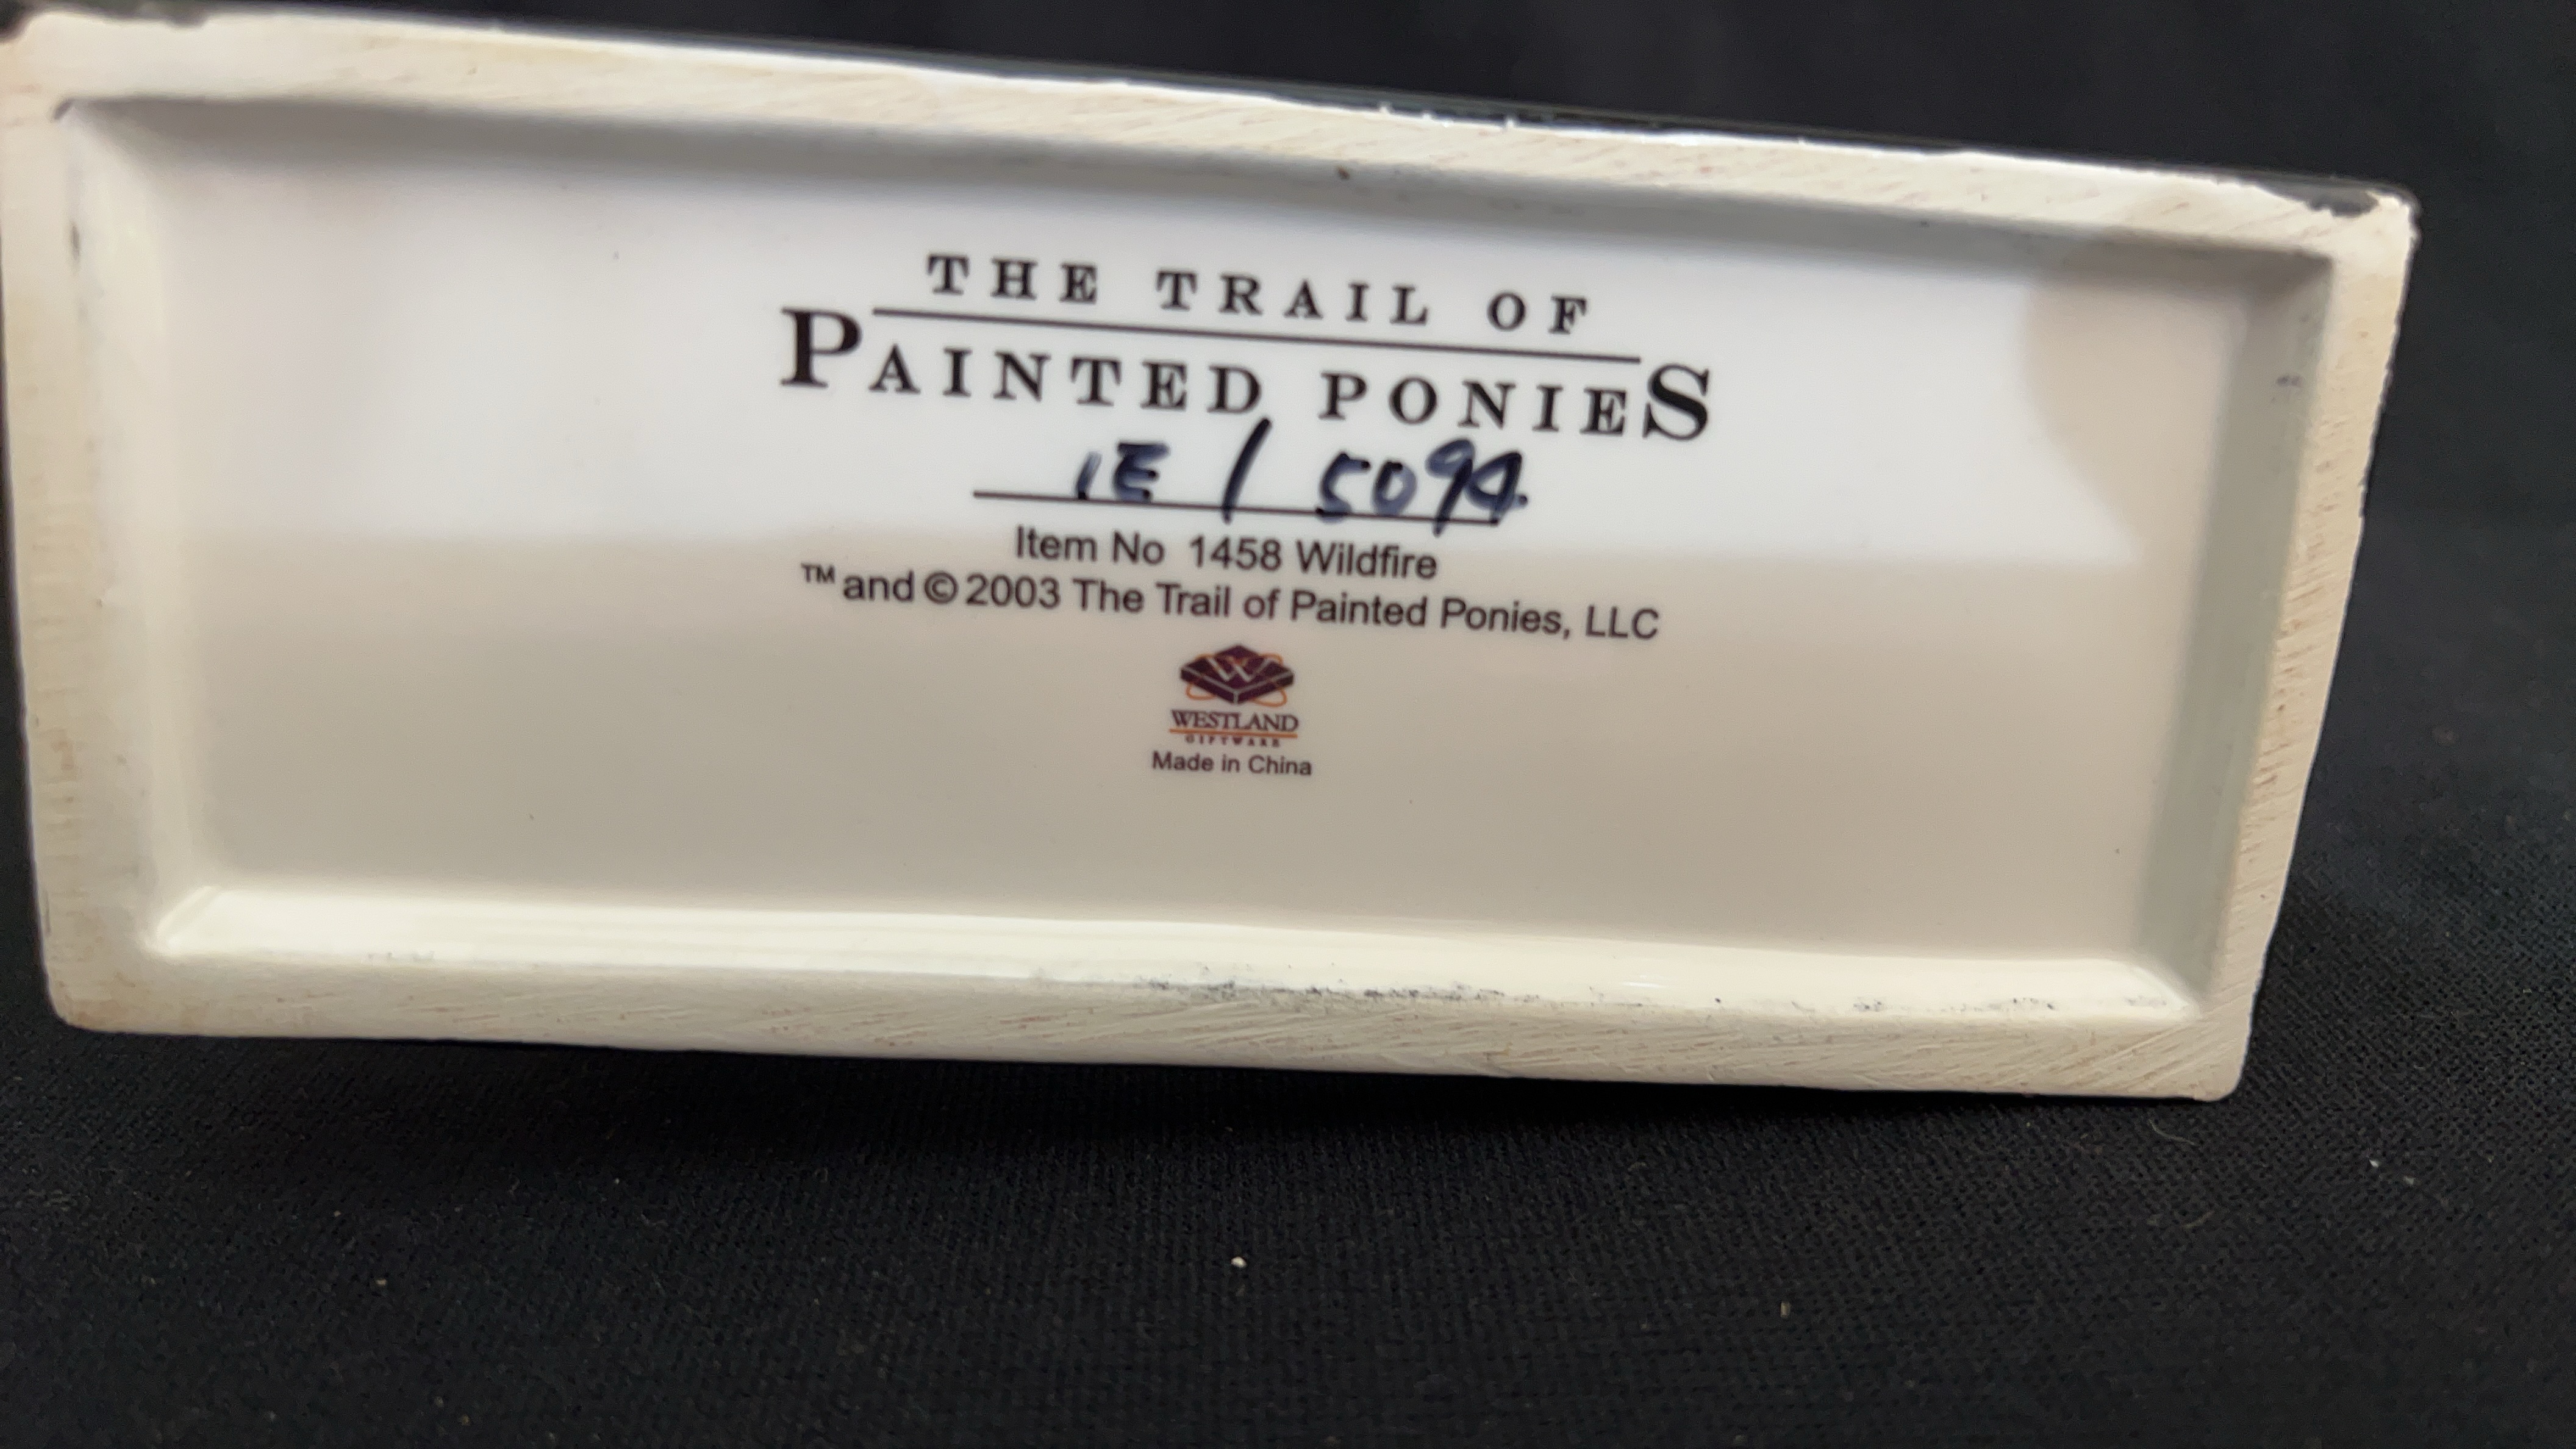 THE TRAIL OF
PAINTED PONIES
1E / 5094
Item No 1458 Wildfire
™ and © 2003 The Trail of Painted Ponies, LLC
W
WESTLAND
GIFTWARE
Made in China